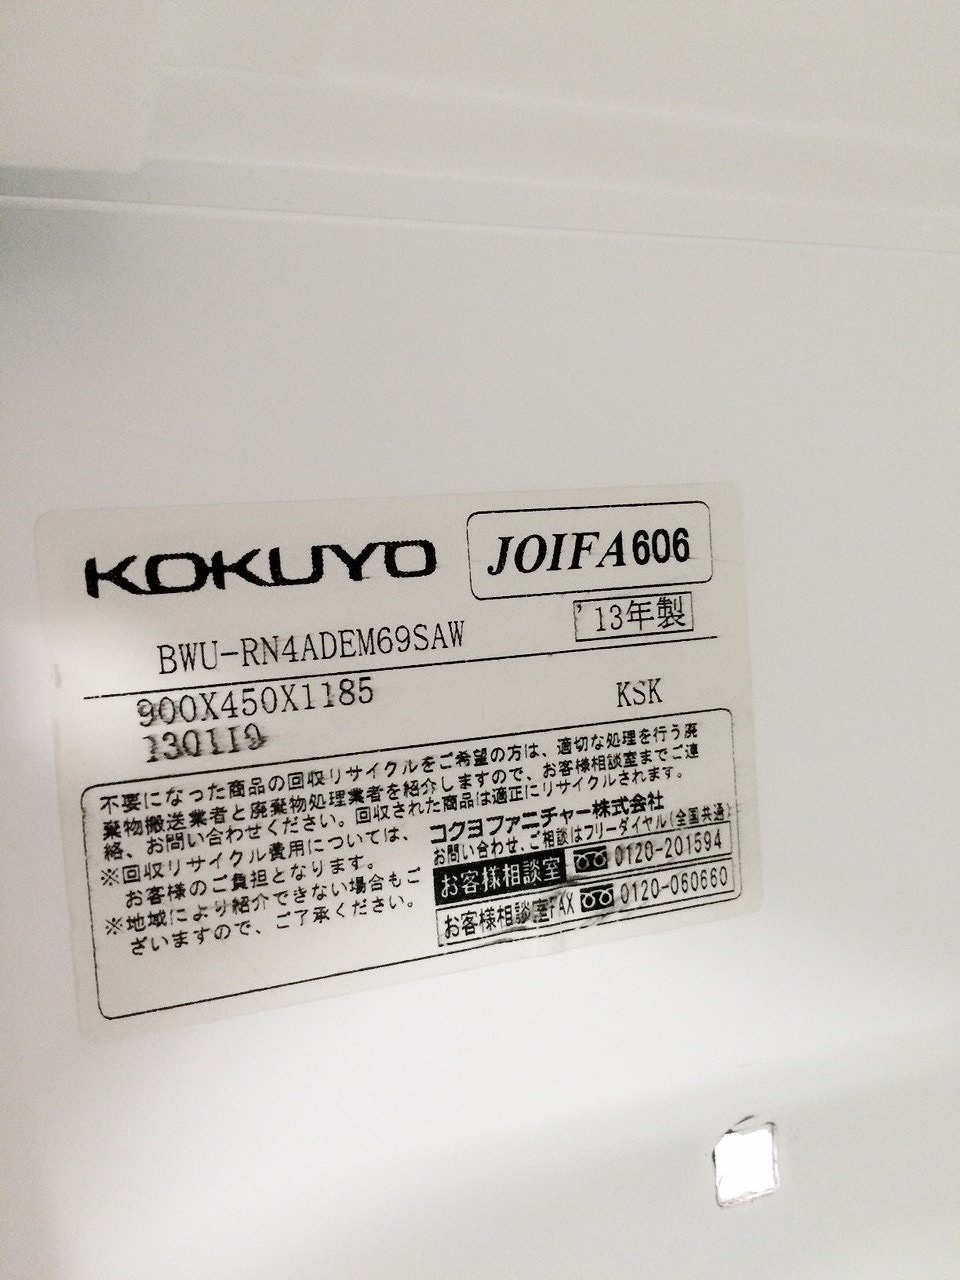 KOKUYO
JOIFA606
BWU-RN4ADEM69SAW
'13年製
900X450X1185
KSK
130119
不要になった商品の回収リサイクルをご希望の方は、適切な処理を行う廃
棄物搬送業者と廃棄物処理業者を紹介しますので、お客様相談室までご連
絡、お問い合わせください。回収された商品は適正にリサイクルされます。
※回収リサイクル費用については、
お客様のご負担となります。
※地域により紹介できない場合もご
ざいますので、ご了承ください。
コクヨファニチャー株式会社
お問い合わせ、ご相談はフリーダイヤル(全国共通)
お客様相談室 0120-201594
お客様相談室FAX 0120-060660